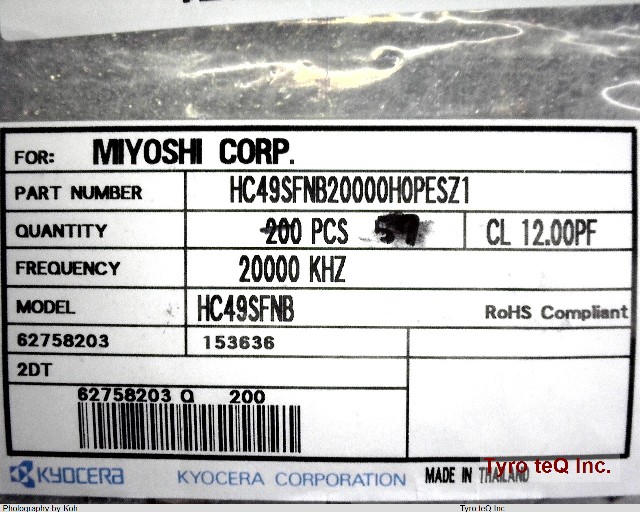 FOR: MIYOSHI CORP.
PART NUMBER HC49SFNB20000H0PESZ1
QUANTITY 200 PCS 59 CL 12.00PF
FREQUENCY 20000 KHZ
MODEL HC49SFNB RoHS Compliant
62758203 153636
2DT
62758203 Q 200
KYOCERA KYOCERA CORPORATION MADE IN THAILAND
Tyro teQ Inc.
Photography by Koh Tyro teQ Inc